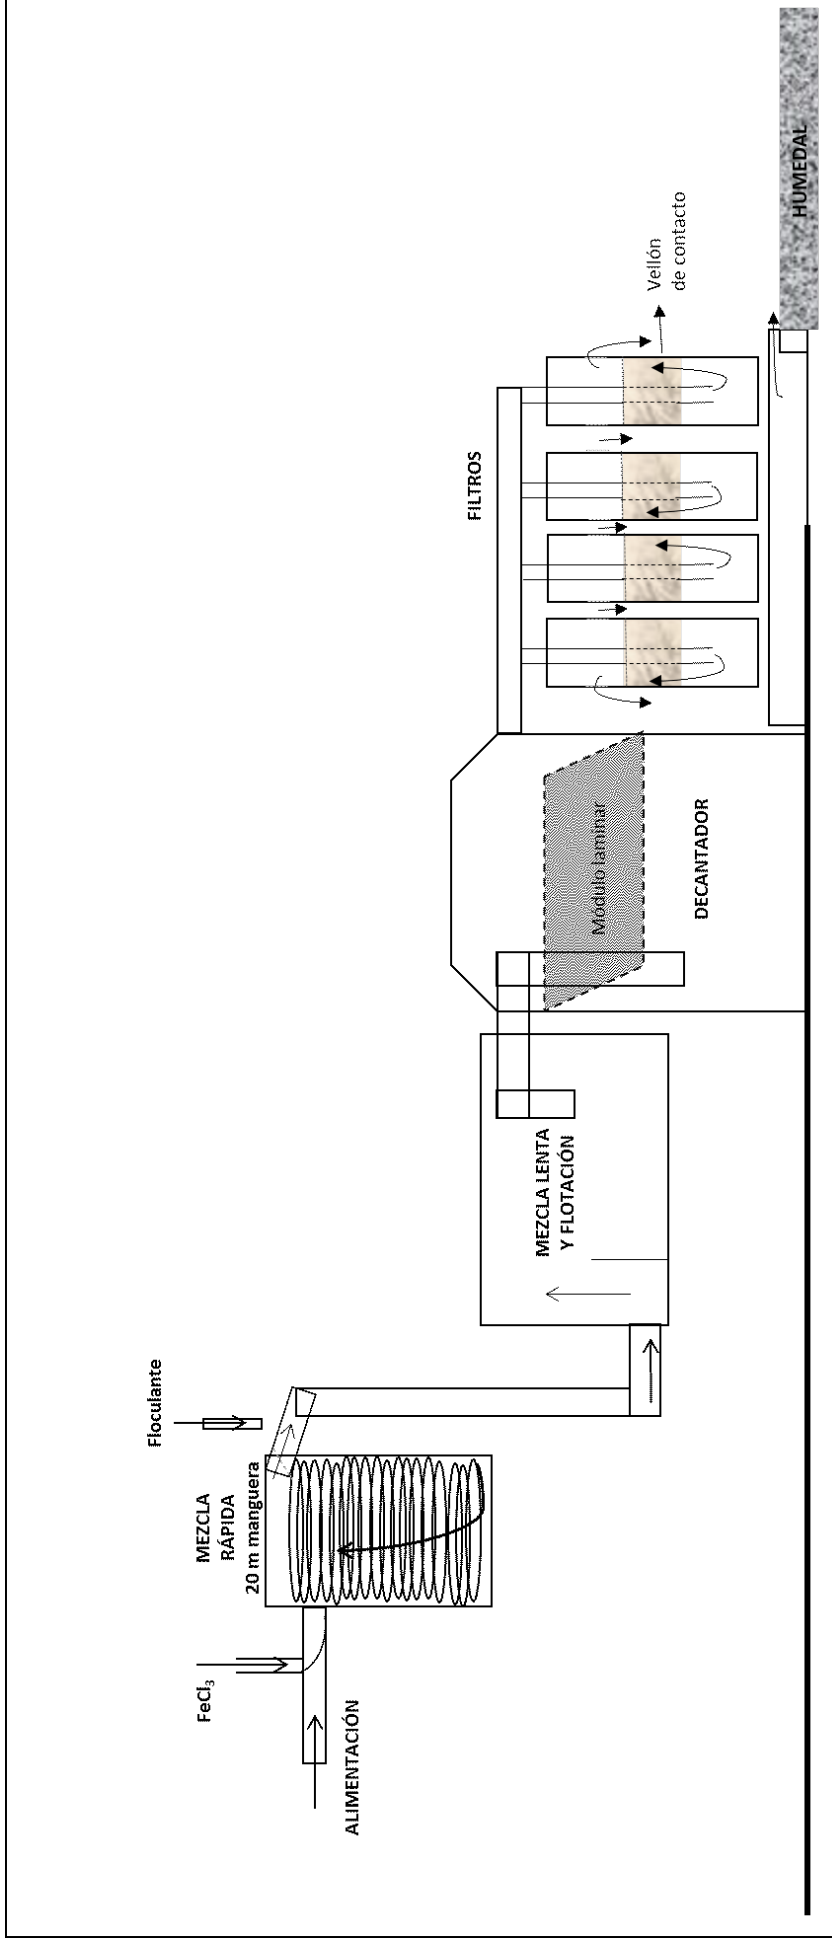 ALIMENTACIÓN
FeCl₃
MEZCLA
RÁPIDA
20 m manguera
Floculante
MEZCLA LENTA
Y FLOTACIÓN
Módulo laminar
DECANTADOR
FILTROS
Vellón
de contacto
HUMEDAL